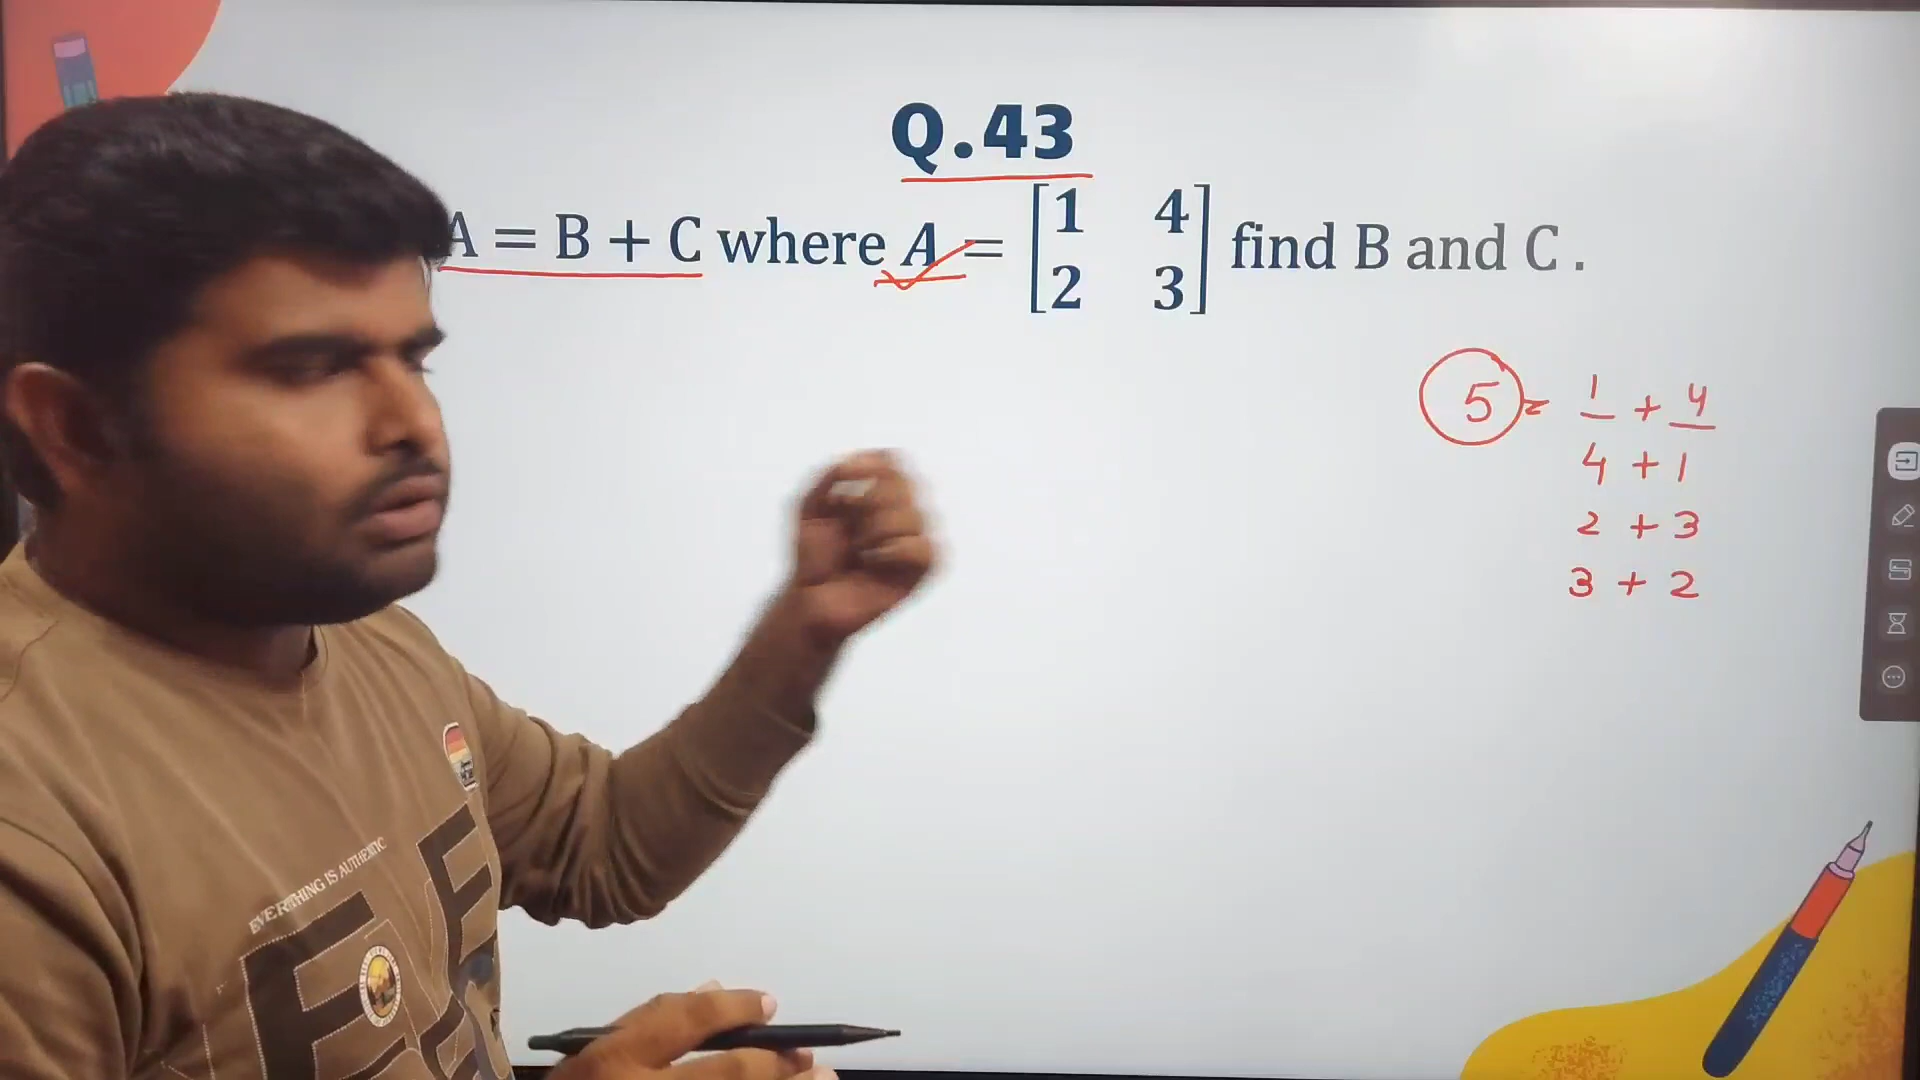 Q.43
A = B + C where A = [1 4
2 3] find B and C .
5 = 1 + 4
4 + 1
2 + 3
3 + 2
EVERYTHING IS AUTHENTIC